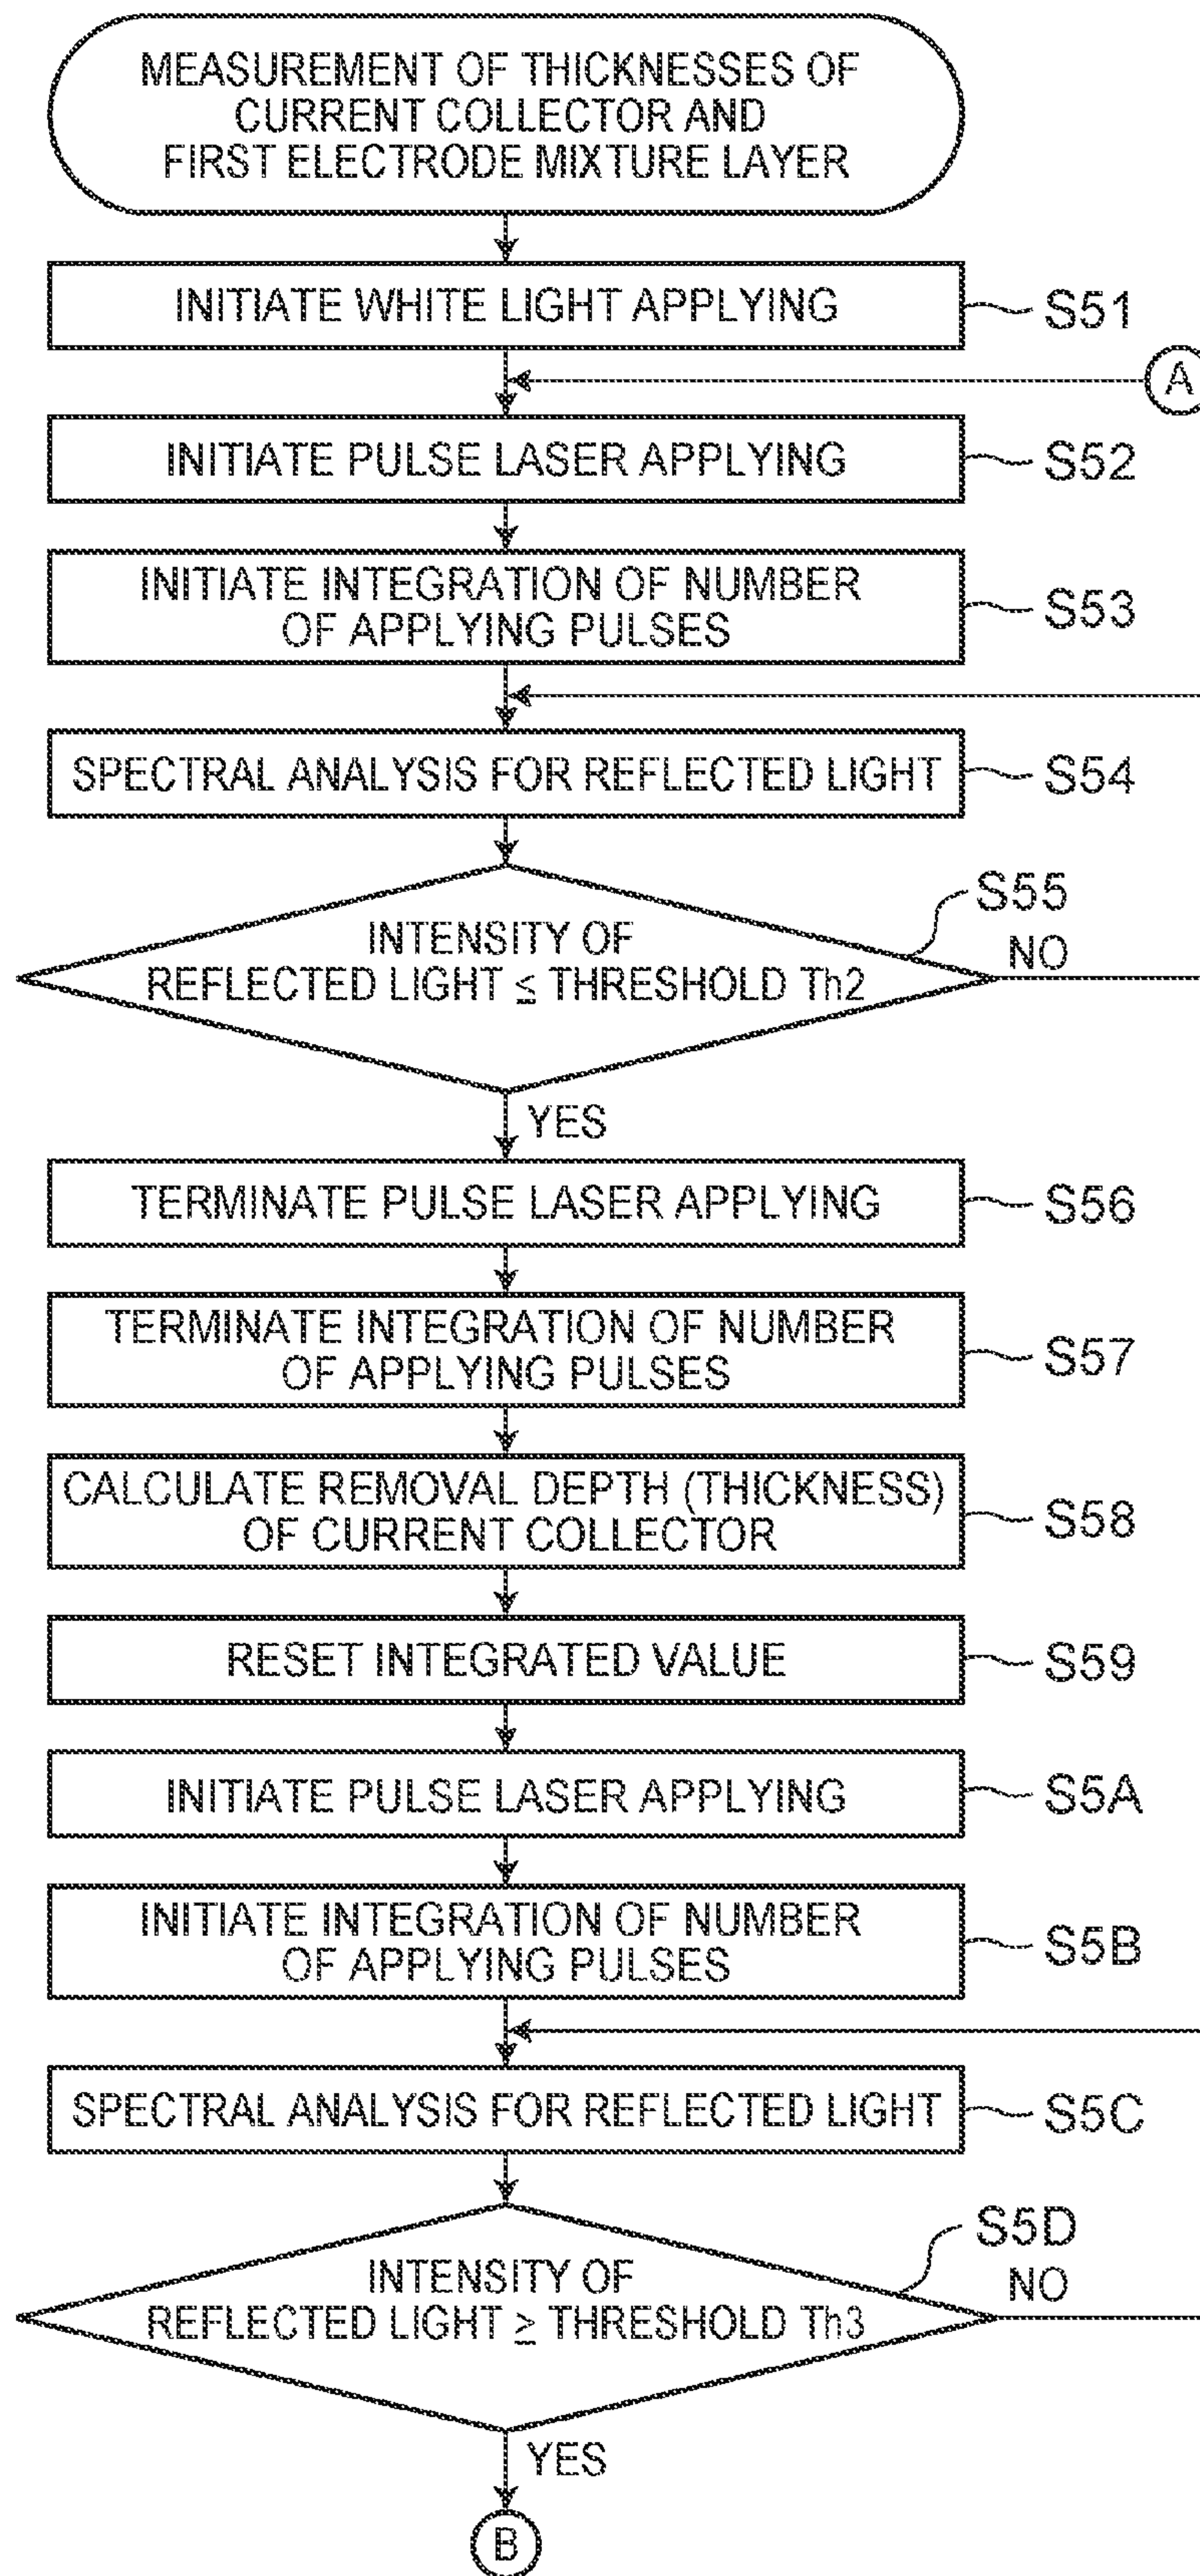 MEASUREMENT OF THICKNESSES OF
CURRENT COLLECTOR AND
FIRST ELECTRODE MIXTURE LAYER
INITIATE WHITE LIGHT APPLYING
S51
A
INITIATE PULSE LASER APPLYING
S52
INITIATE INTEGRATION OF NUMBER
OF APPLYING PULSES
S53
SPECTRAL ANALYSIS FOR REFLECTED LIGHT
S54
S55
NO
INTENSITY OF
REFLECTED LIGHT ≤ THRESHOLD Th2
YES
TERMINATE PULSE LASER APPLYING
S56
TERMINATE INTEGRATION OF NUMBER
OF APPLYING PULSES
S57
CALCULATE REMOVAL DEPTH (THICKNESS)
OF CURRENT COLLECTOR
S58
RESET INTEGRATED VALUE
S59
INITIATE PULSE LASER APPLYING
S5A
INITIATE INTEGRATION OF NUMBER
OF APPLYING PULSES
S5B
SPECTRAL ANALYSIS FOR REFLECTED LIGHT
S5C
S5D
NO
INTENSITY OF
REFLECTED LIGHT ≥ THRESHOLD Th3
YES
B